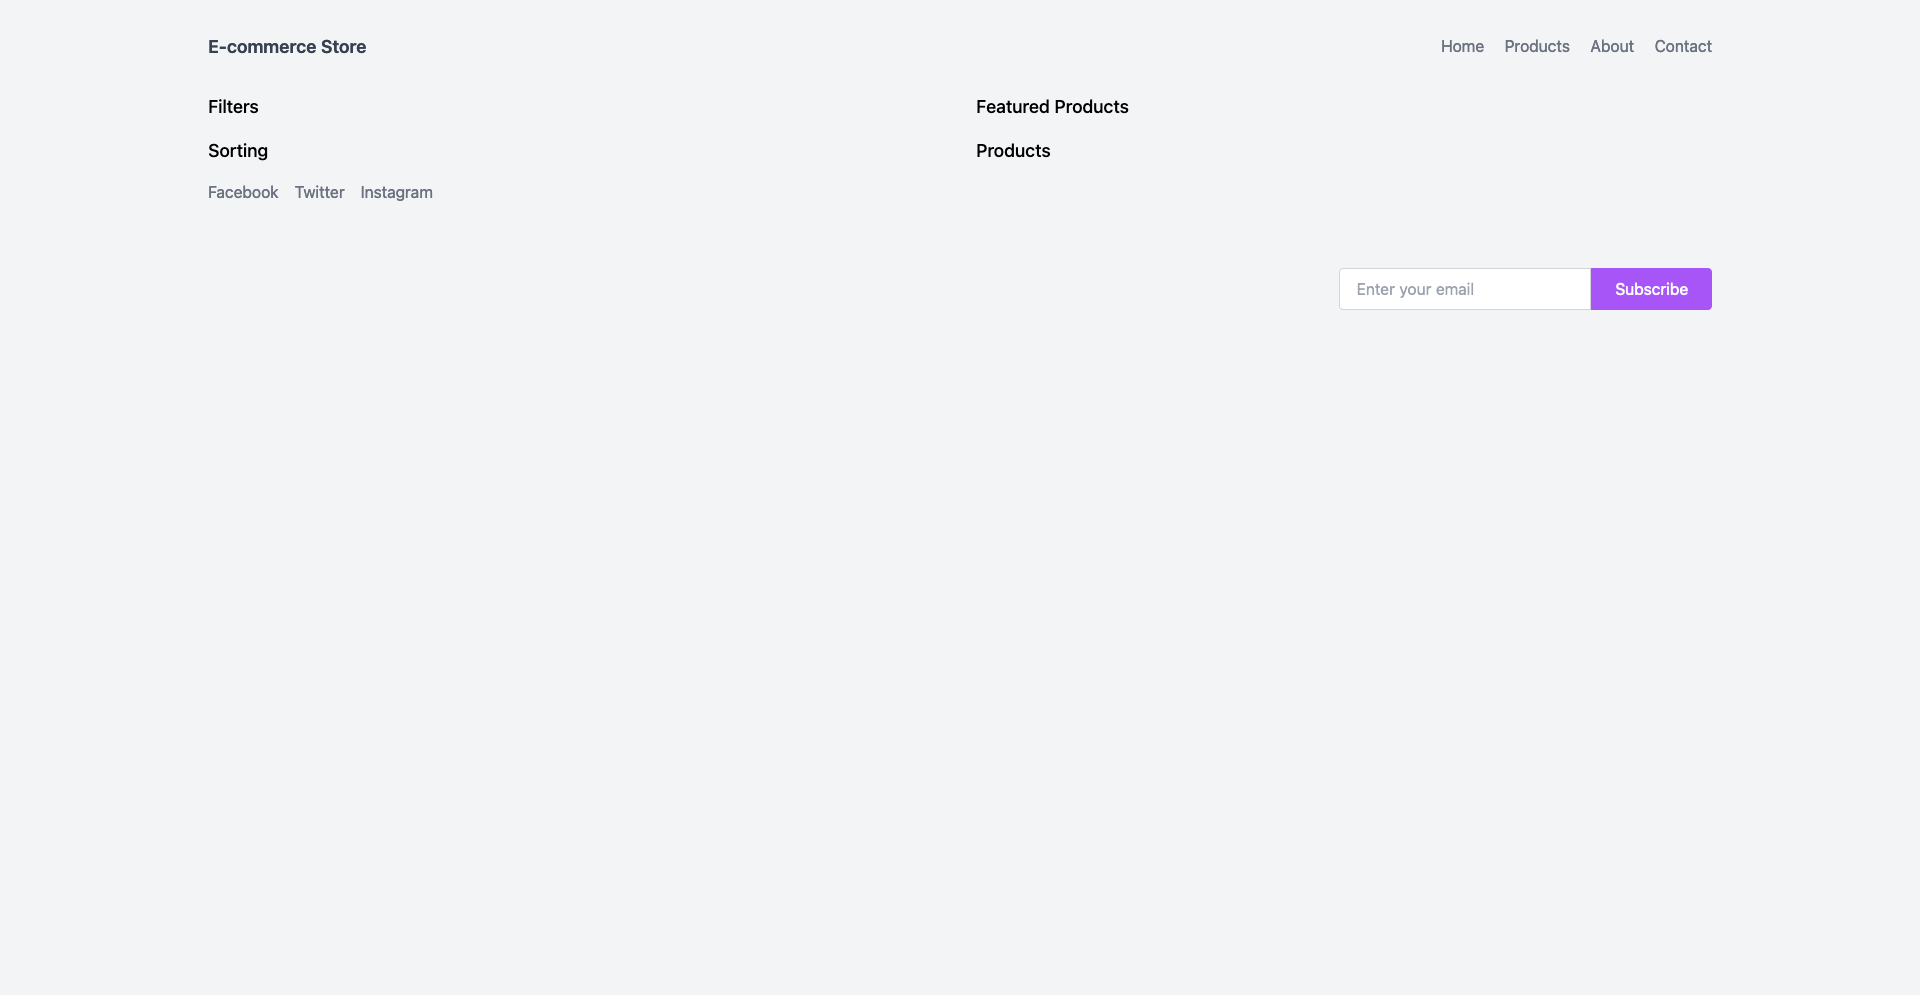 E-commerce Store
Home Products About Contact
Filters
Featured Products
Sorting
Products
Facebook Twitter Instagram
Enter your email
Subscribe